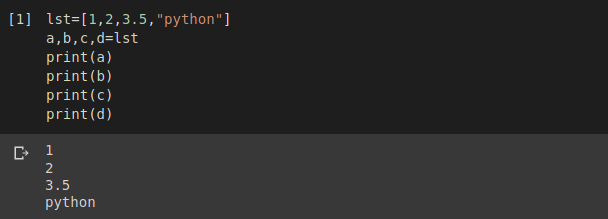 [1] lst=[1,2,3.5,"python"]
a,b,c,d=lst
print(a)
print(b)
print(c)
print(d)
1
2
3.5
python